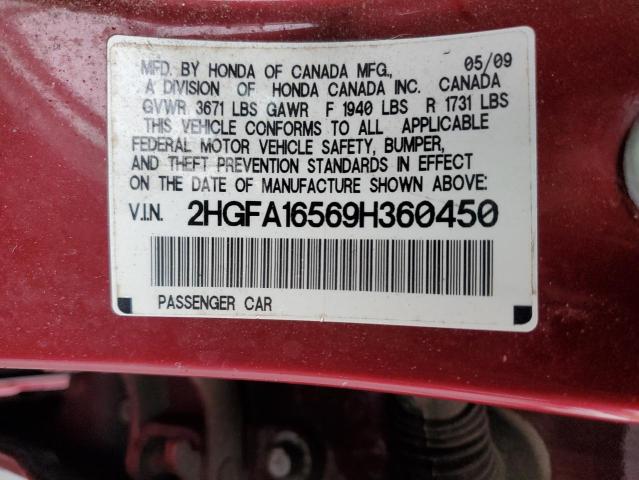 MFD. BY HONDA OF CANADA MFG., 05/09
A DIVISION OF HONDA CANADA INC. CANADA
GVWR 3671 LBS GAWR F 1940 LBS R 1731 LBS
THIS VEHICLE CONFORMS TO ALL APPLICABLE
FEDERAL MOTOR VEHICLE SAFETY, BUMPER,
AND THEFT PREVENTION STANDARDS IN EFFECT
ON THE DATE OF MANUFACTURE SHOWN ABOVE:
V.I.N. 2HGFA16569H360450
PASSENGER CAR